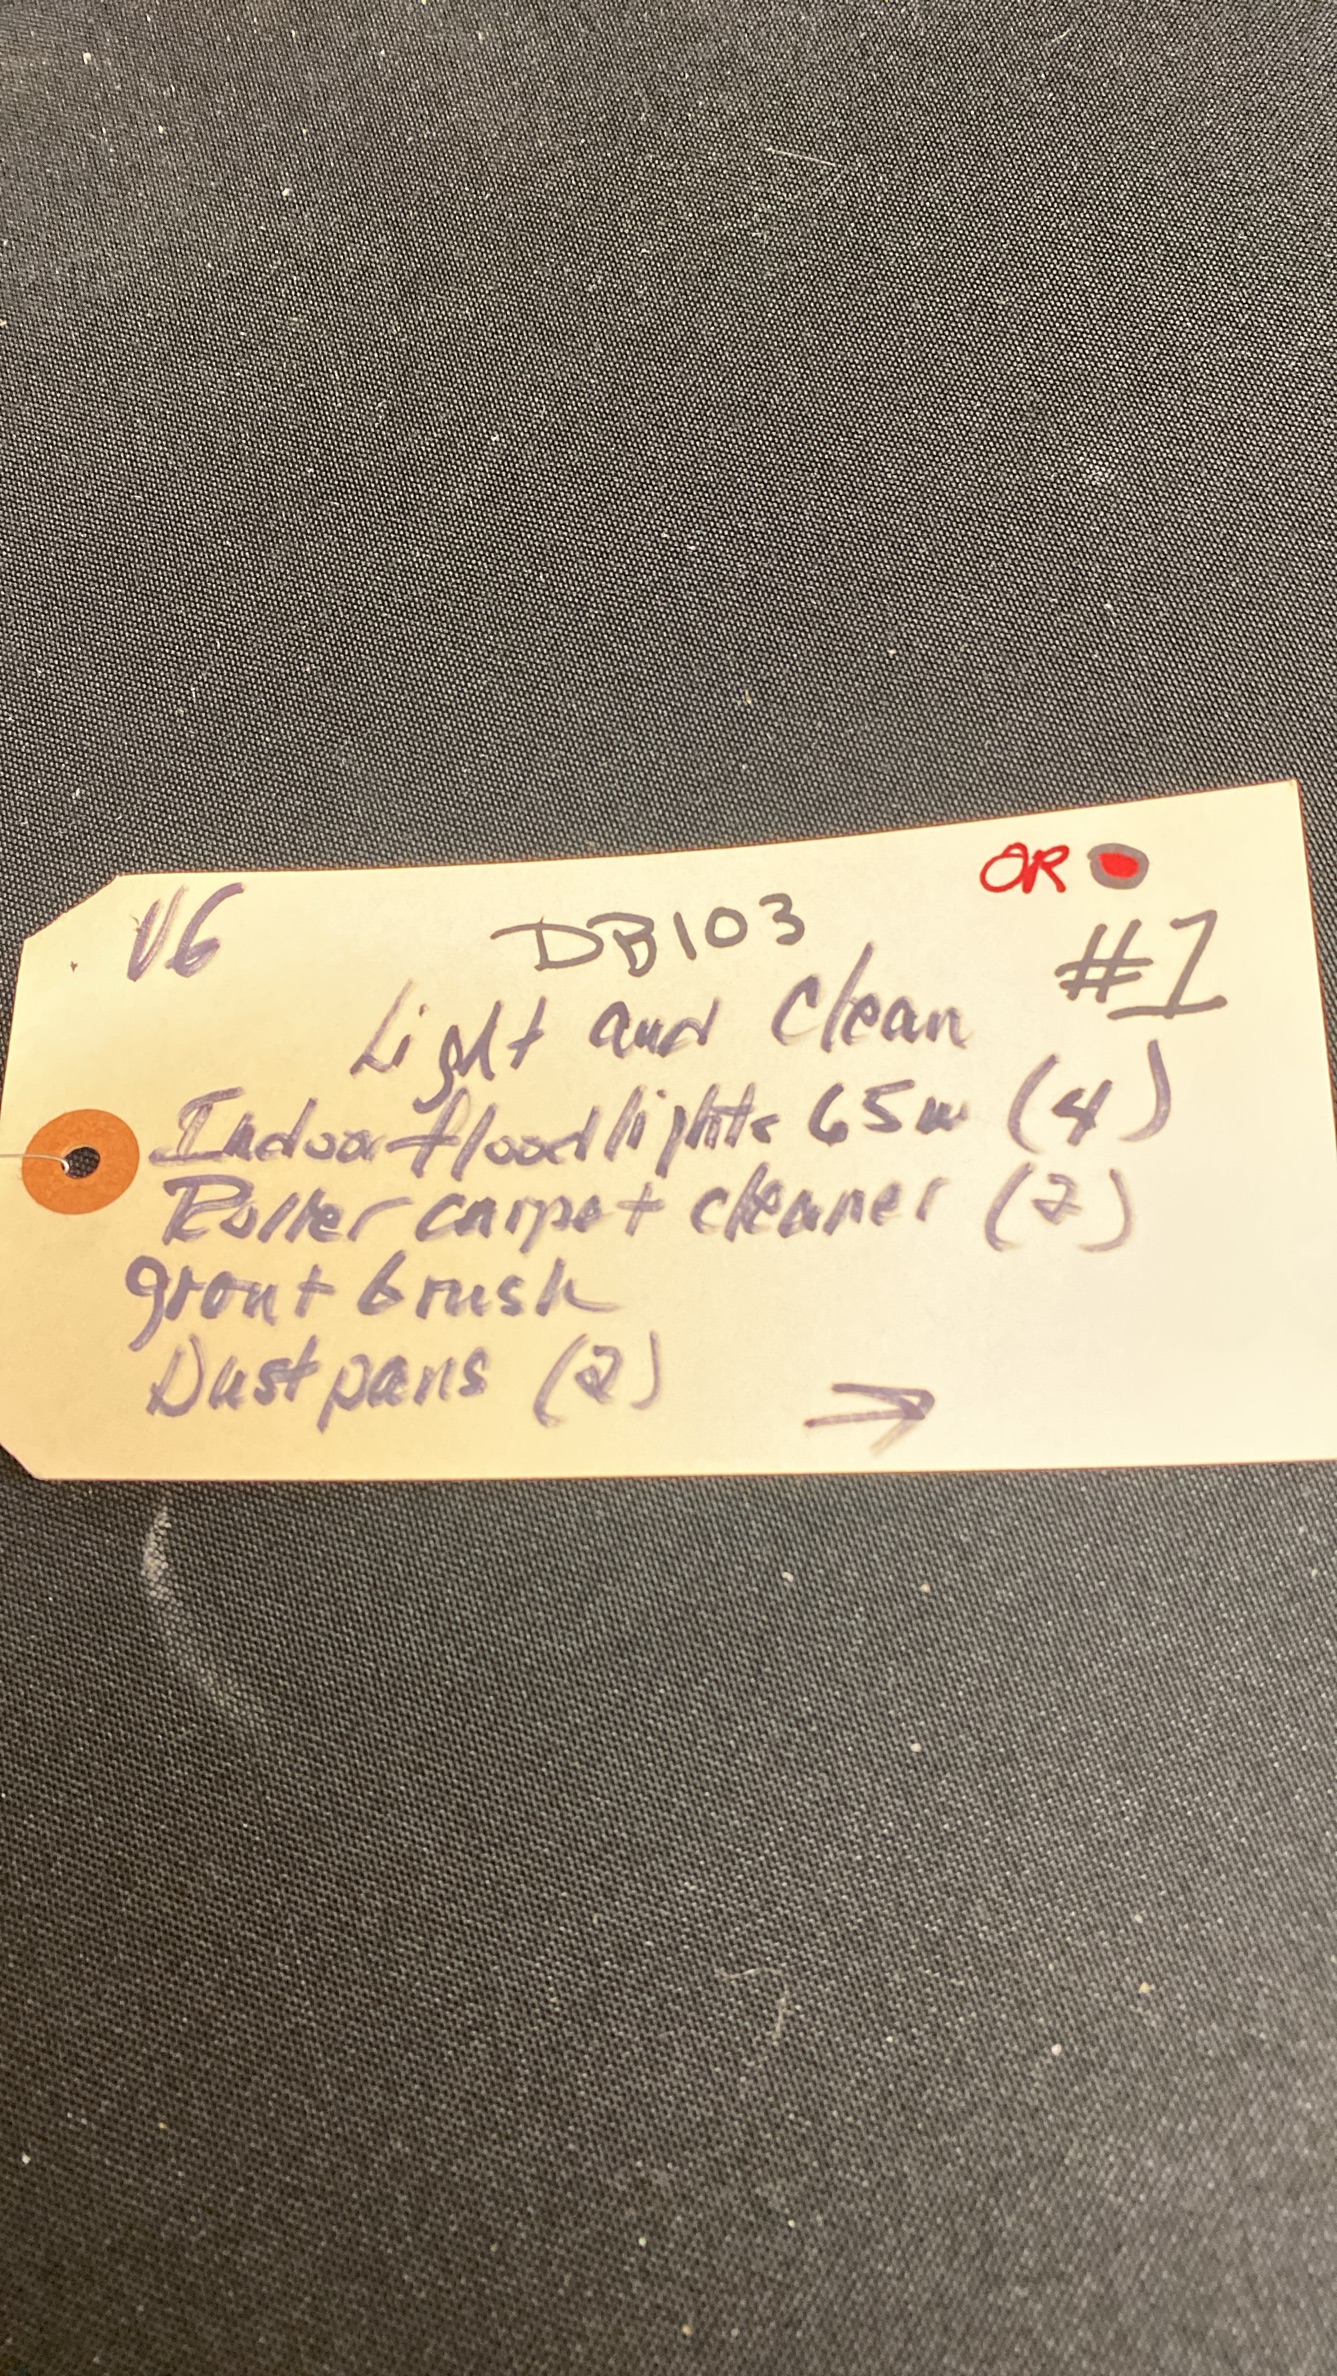 OR
V6 DB103 #1
Light and Clean
Indoor floodlights 65w (4)
Roller carpet cleaner (2)
grout brush
Dust pans (2) →